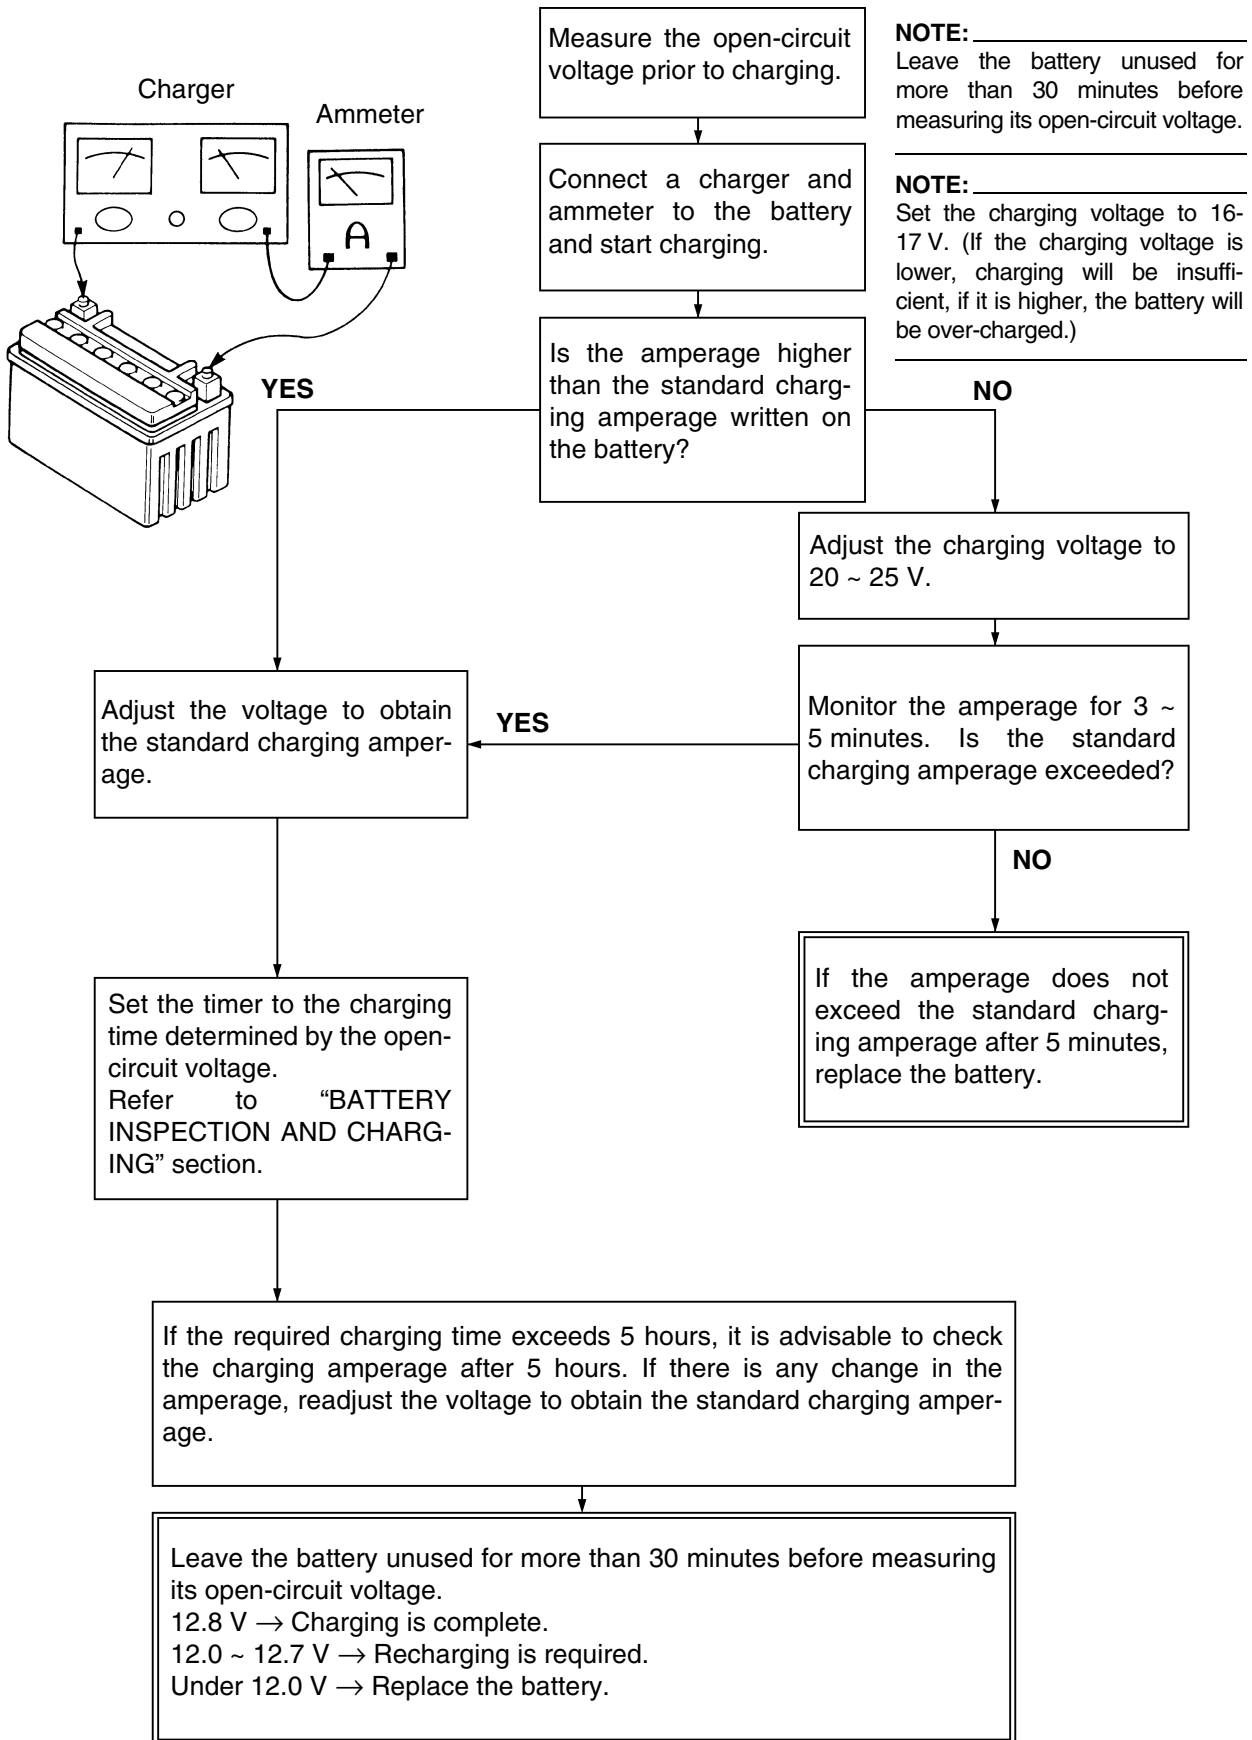 Charger
Ammeter
A
Measure the open-circuit
voltage prior to charging.
NOTE:
Leave the battery unused for
more than 30 minutes before
measuring its open-circuit voltage.
Connect a charger and
ammeter to the battery
and start charging.
NOTE:
Set the charging voltage to 16-
17 V. (If the charging voltage is
lower, charging will be insuffi-
cient, if it is higher, the battery will
be over-charged.)
Is the amperage higher
than the standard charg-
ing amperage written on
the battery?
YES
NO
Adjust the charging voltage to
20 ~ 25 V.
Monitor the amperage for 3 ~
5 minutes. Is the standard
charging amperage exceeded?
YES
Adjust the voltage to obtain
the standard charging amper-
age.
NO
If the amperage does not
exceed the standard charg-
ing amperage after 5 minutes,
replace the battery.
Set the timer to the charging
time determined by the open-
circuit voltage.
Refer to “BATTERY
INSPECTION AND CHARG-
ING” section.
If the required charging time exceeds 5 hours, it is advisable to check
the charging amperage after 5 hours. If there is any change in the
amperage, readjust the voltage to obtain the standard charging amper-
age.
Leave the battery unused for more than 30 minutes before measuring
its open-circuit voltage.
12.8 V → Charging is complete.
12.0 ~ 12.7 V → Recharging is required.
Under 12.0 V → Replace the battery.